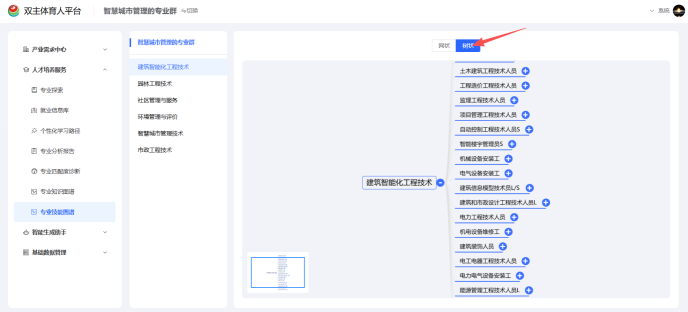 双主体育人平台
智慧城市管理的专业群 切换
系统
产业需求中心
人才培养服务
专业探索
就业信息库
个性化学习路径
专业分析报告
专业匹配度诊断
专业知识图谱
专业技能图谱
智能生成助手
基础数据管理
智慧城市管理的专业群
建筑智能化工程技术
园林工程技术
社区管理与服务
环境管理与评价
智慧城市管理技术
市政工程技术
网状 树状
建筑智能化工程技术
土木建筑工程技术人员
工程造价工程技术人员
监理工程技术人员
项目管理工程技术人员
自动控制工程技术人员S
智能楼宇管理员S
机械设备安装工
电气设备安装工
建筑信息模型技术员L/S
建筑和市政设计工程技术人员L
电力工程技术人员
机电设备维修工
建筑装饰人员
电工电器工程技术人员
电力电气设备安装工
能源管理工程技术人员L